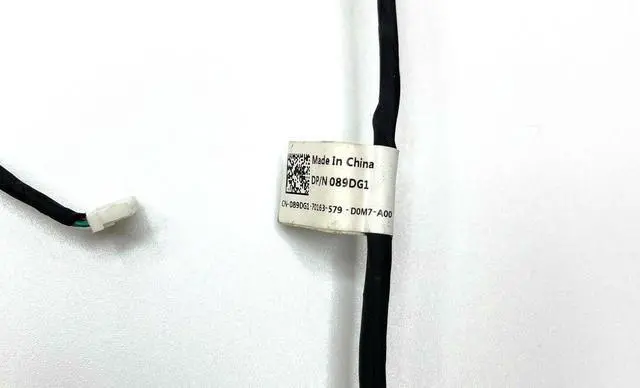 Made In China
DP/N 089DG1
CN-089DG1-70163-579-D0M7-A00